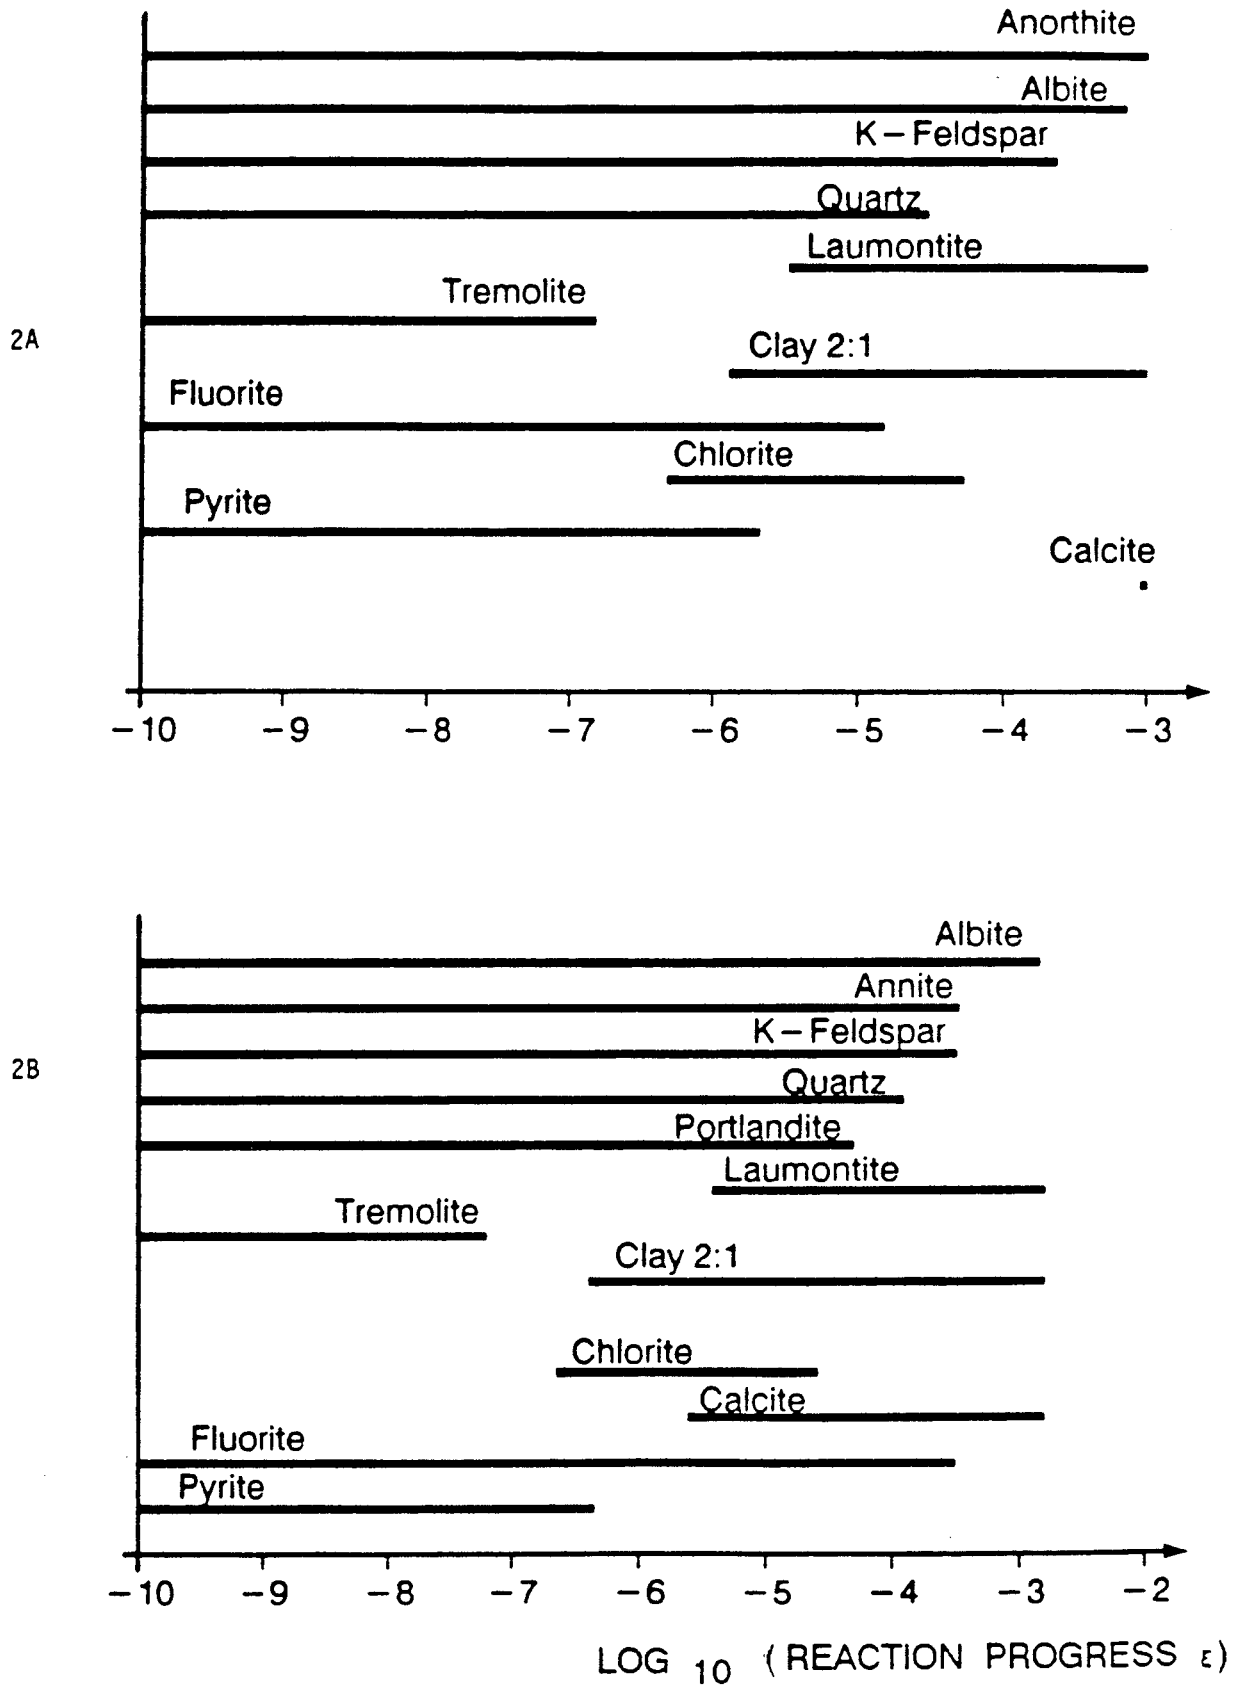 Anorthite
Albite
K – Feldspar
Quartz
Laumontite
Tremolite
2A
Clay 2:1
Fluorite
Chlorite
Pyrite
Calcite
–10 –9 –8 –7 –6 –5 –4 –3
Albite
Annite
K – Feldspar
2B
Quartz
Portlandite
Laumontite
Tremolite
Clay 2:1
Chlorite
Calcite
Fluorite
Pyrite
–10 –9 –8 –7 –6 –5 –4 –3 –2
LOG 10 (REACTION PROGRESS ε)